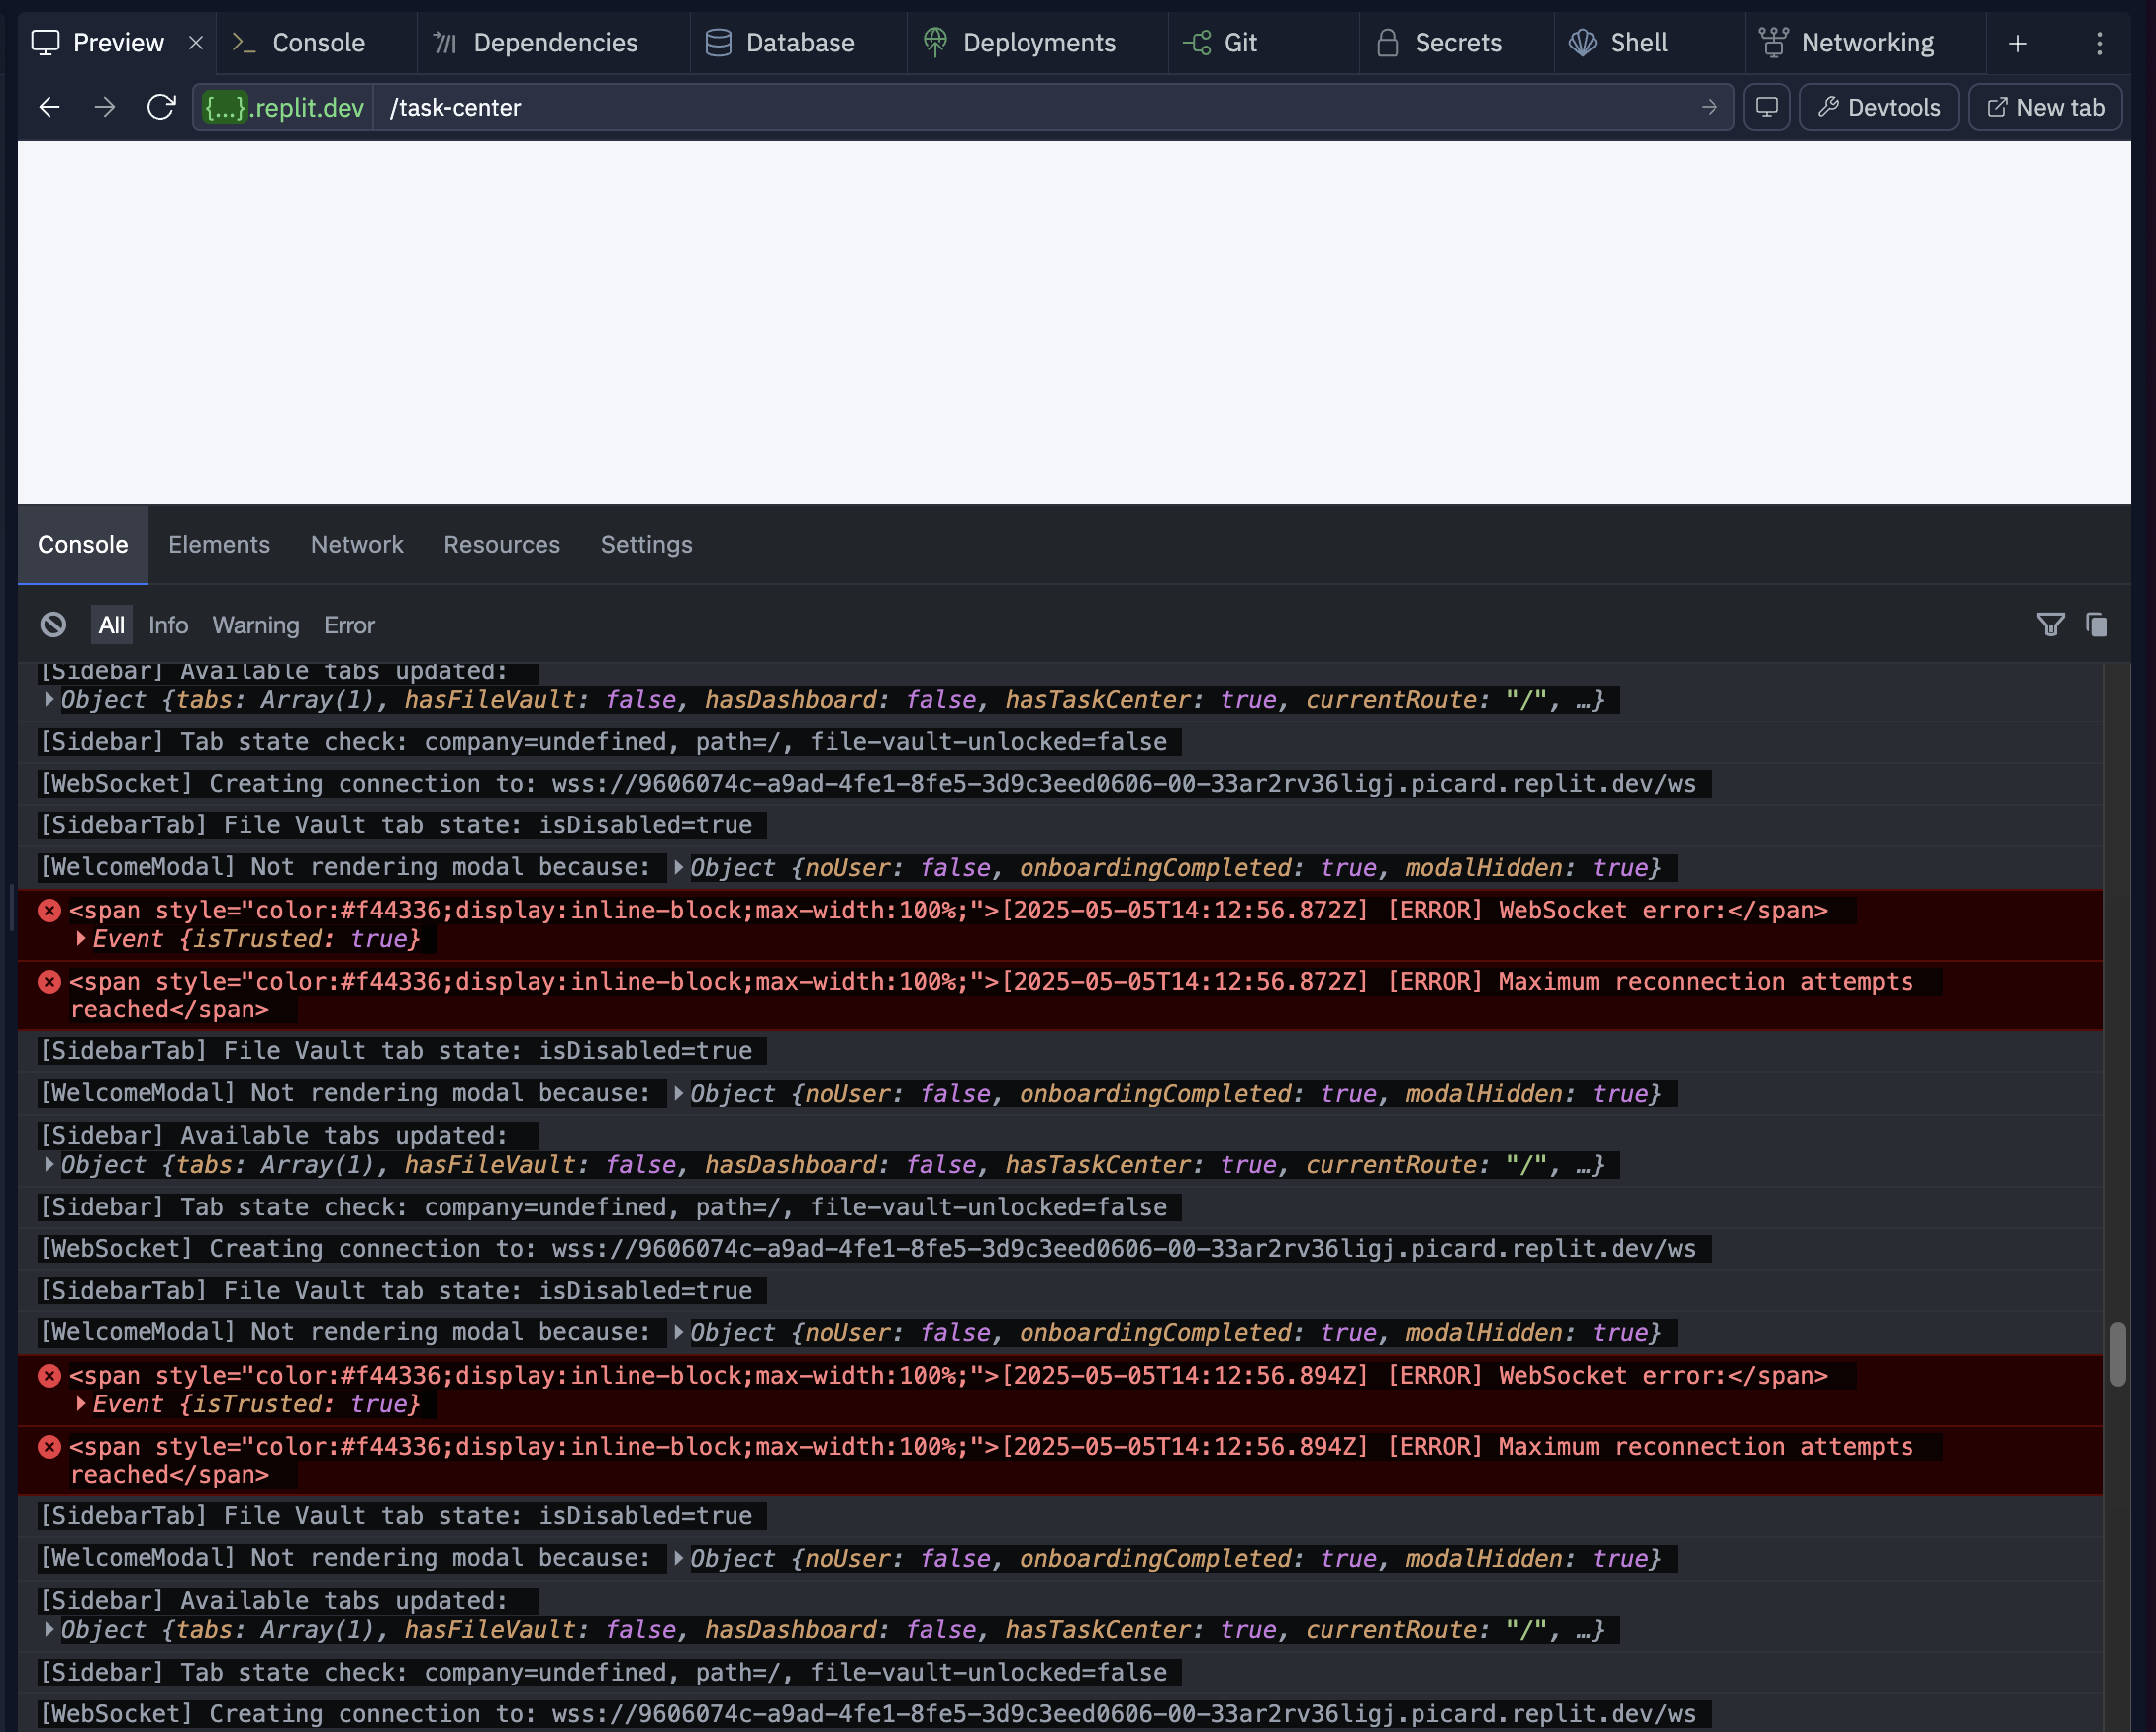 Preview Console Dependencies Database Deployments Git Secrets Shell Networking
{...}.replit.dev /task-center Devtools New tab
Console Elements Network Resources Settings
All Info Warning Error
[Sidebar] Available tabs updated:
Object {tabs: Array(1), hasFileVault: false, hasDashboard: false, hasTaskCenter: true, currentRoute: "/", …}
[Sidebar] Tab state check: company=undefined, path=/, file-vault-unlocked=false
[WebSocket] Creating connection to: wss://9606074c-a9ad-4fe1-8fe5-3d9c3eed0606-00-33ar2rv36ligj.picard.replit.dev/ws
[SidebarTab] File Vault tab state: isDisabled=true
[WelcomeModal] Not rendering modal because: Object {noUser: false, onboardingCompleted: true, modalHidden: true}
<span style="color:#f44336;display:inline-block;max-width:100%;">[2025-05-05T14:12:56.872Z] [ERROR] WebSocket error:</span>
Event {isTrusted: true}
<span style="color:#f44336;display:inline-block;max-width:100%;">[2025-05-05T14:12:56.872Z] [ERROR] Maximum reconnection attempts
reached</span>
[SidebarTab] File Vault tab state: isDisabled=true
[WelcomeModal] Not rendering modal because: Object {noUser: false, onboardingCompleted: true, modalHidden: true}
[Sidebar] Available tabs updated:
Object {tabs: Array(1), hasFileVault: false, hasDashboard: false, hasTaskCenter: true, currentRoute: "/", …}
[Sidebar] Tab state check: company=undefined, path=/, file-vault-unlocked=false
[WebSocket] Creating connection to: wss://9606074c-a9ad-4fe1-8fe5-3d9c3eed0606-00-33ar2rv36ligj.picard.replit.dev/ws
[SidebarTab] File Vault tab state: isDisabled=true
[WelcomeModal] Not rendering modal because: Object {noUser: false, onboardingCompleted: true, modalHidden: true}
<span style="color:#f44336;display:inline-block;max-width:100%;">[2025-05-05T14:12:56.894Z] [ERROR] WebSocket error:</span>
Event {isTrusted: true}
<span style="color:#f44336;display:inline-block;max-width:100%;">[2025-05-05T14:12:56.894Z] [ERROR] Maximum reconnection attempts
reached</span>
[SidebarTab] File Vault tab state: isDisabled=true
[WelcomeModal] Not rendering modal because: Object {noUser: false, onboardingCompleted: true, modalHidden: true}
[Sidebar] Available tabs updated:
Object {tabs: Array(1), hasFileVault: false, hasDashboard: false, hasTaskCenter: true, currentRoute: "/", …}
[Sidebar] Tab state check: company=undefined, path=/, file-vault-unlocked=false
[WebSocket] Creating connection to: wss://9606074c-a9ad-4fe1-8fe5-3d9c3eed0606-00-33ar2rv36ligj.picard.replit.dev/ws